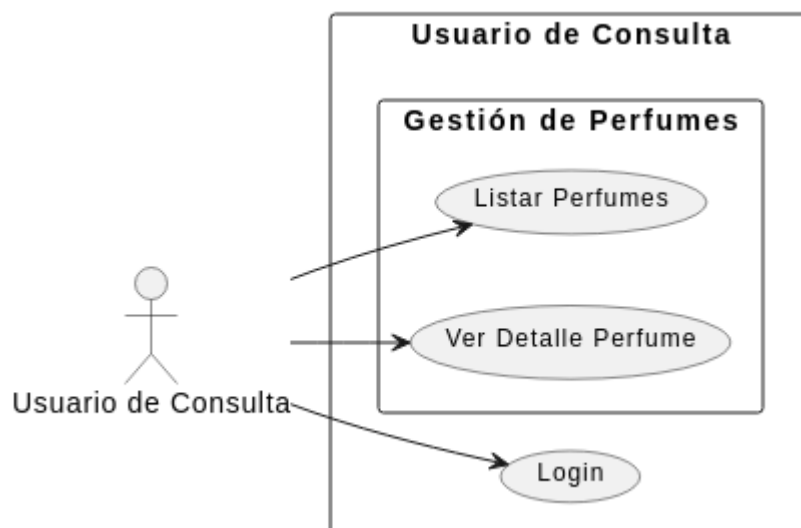 Usuario de Consulta
Gestión de Perfumes
Listar Perfumes
Ver Detalle Perfume
Usuario de Consulta
Login